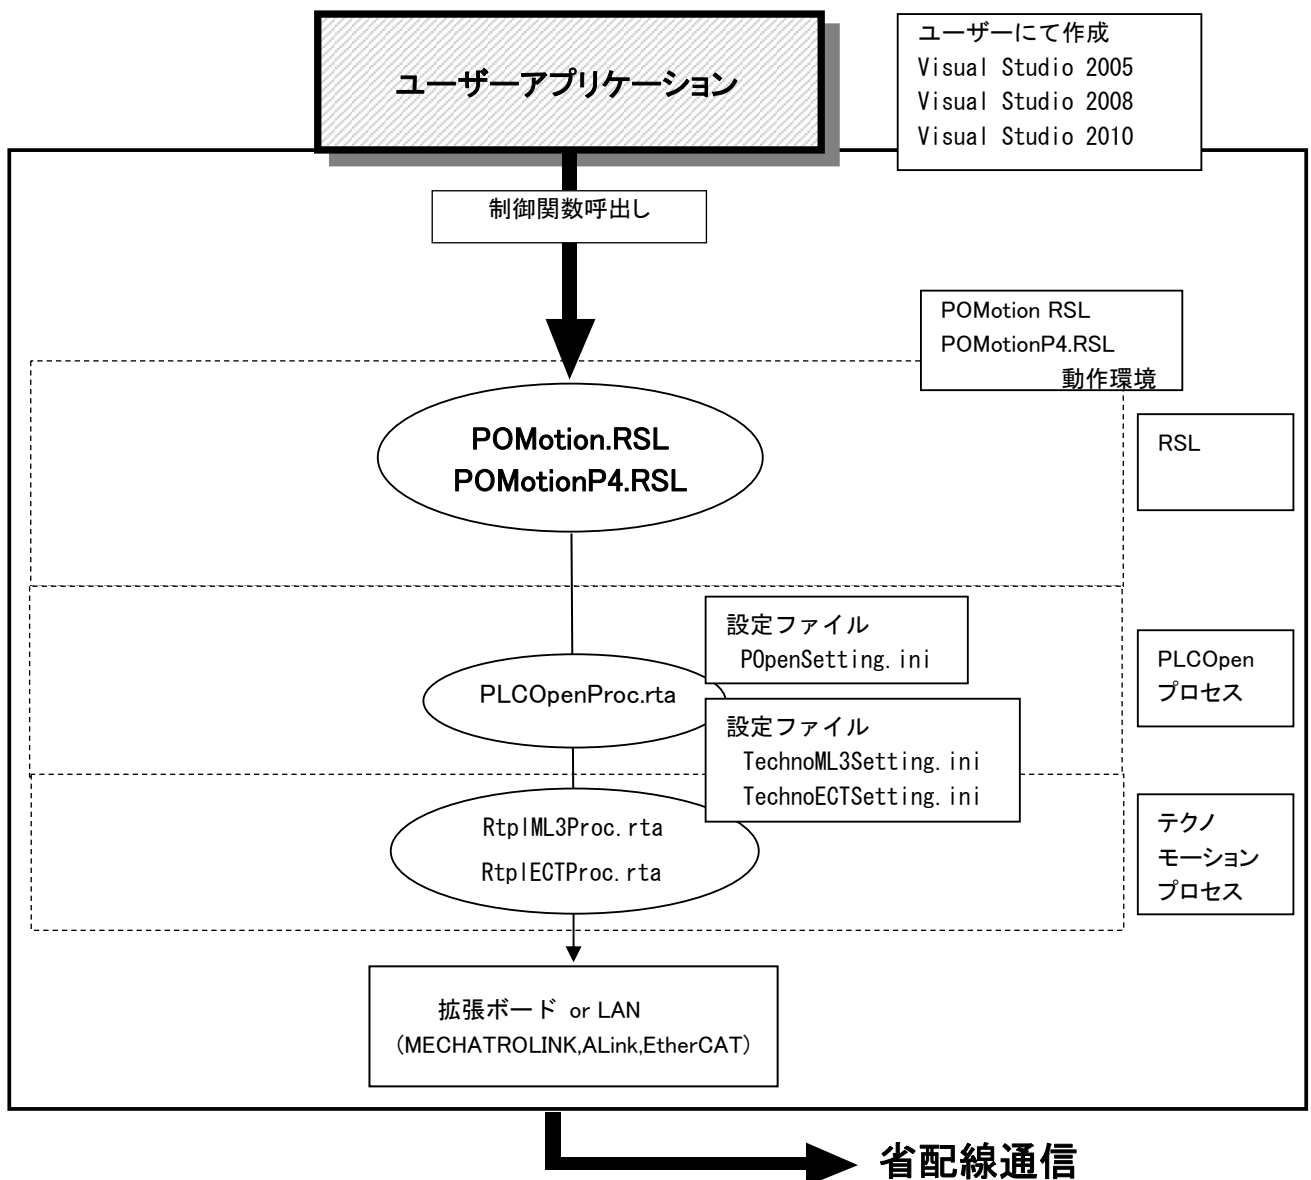 ユーザーアプリケーション
ユーザーにて作成
Visual Studio 2005
Visual Studio 2008
Visual Studio 2010
制御関数呼出し
POMotion RSL
POMotionP4.RSL
動作環境
POMotion.RSL
POMotionP4.RSL
RSL
設定ファイル
POpenSetting.ini
PLCOpenProc.rta
PLCOpen
プロセス
設定ファイル
TechnoML3Setting.ini
TechnoECTSetting.ini
RtplML3Proc.rta
RtplECTProc.rta
テクノ
モーション
プロセス
拡張ボード or LAN
(MECHATROLINK,ALink,EtherCAT)
省配線通信